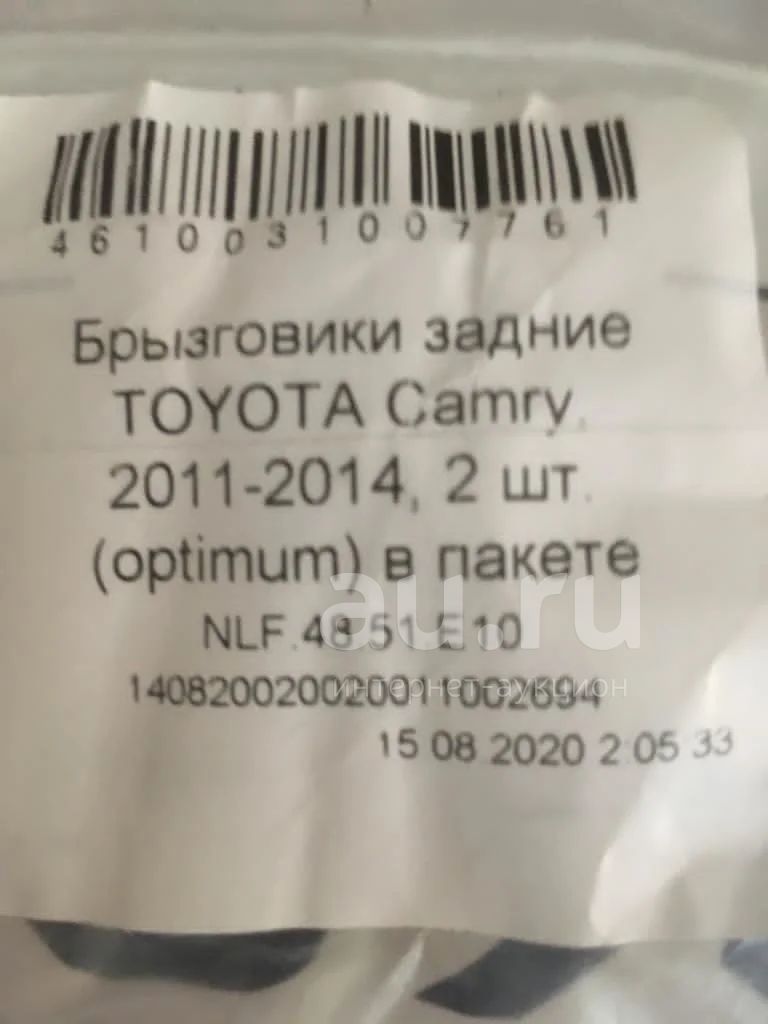 4610031007761
Брызговики задние
TOYOTA Camry,
2011-2014, 2 шт.
(optimum) в пакете
NLF.48.51.E10
au.ru
интернет-аукцион
1408200200200011002694
15.08.2020 2:05:33